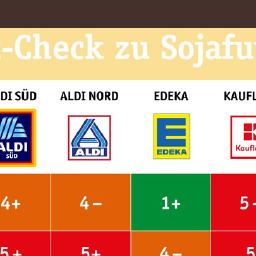 -Check zu Sojafu
DI SÜD ALDI NORD EDEKA KAUFL
ALDI SÜD ALDI EDEKA Kaufl
4+ 4– 1+ 5-
5+ 5+ 4– 5